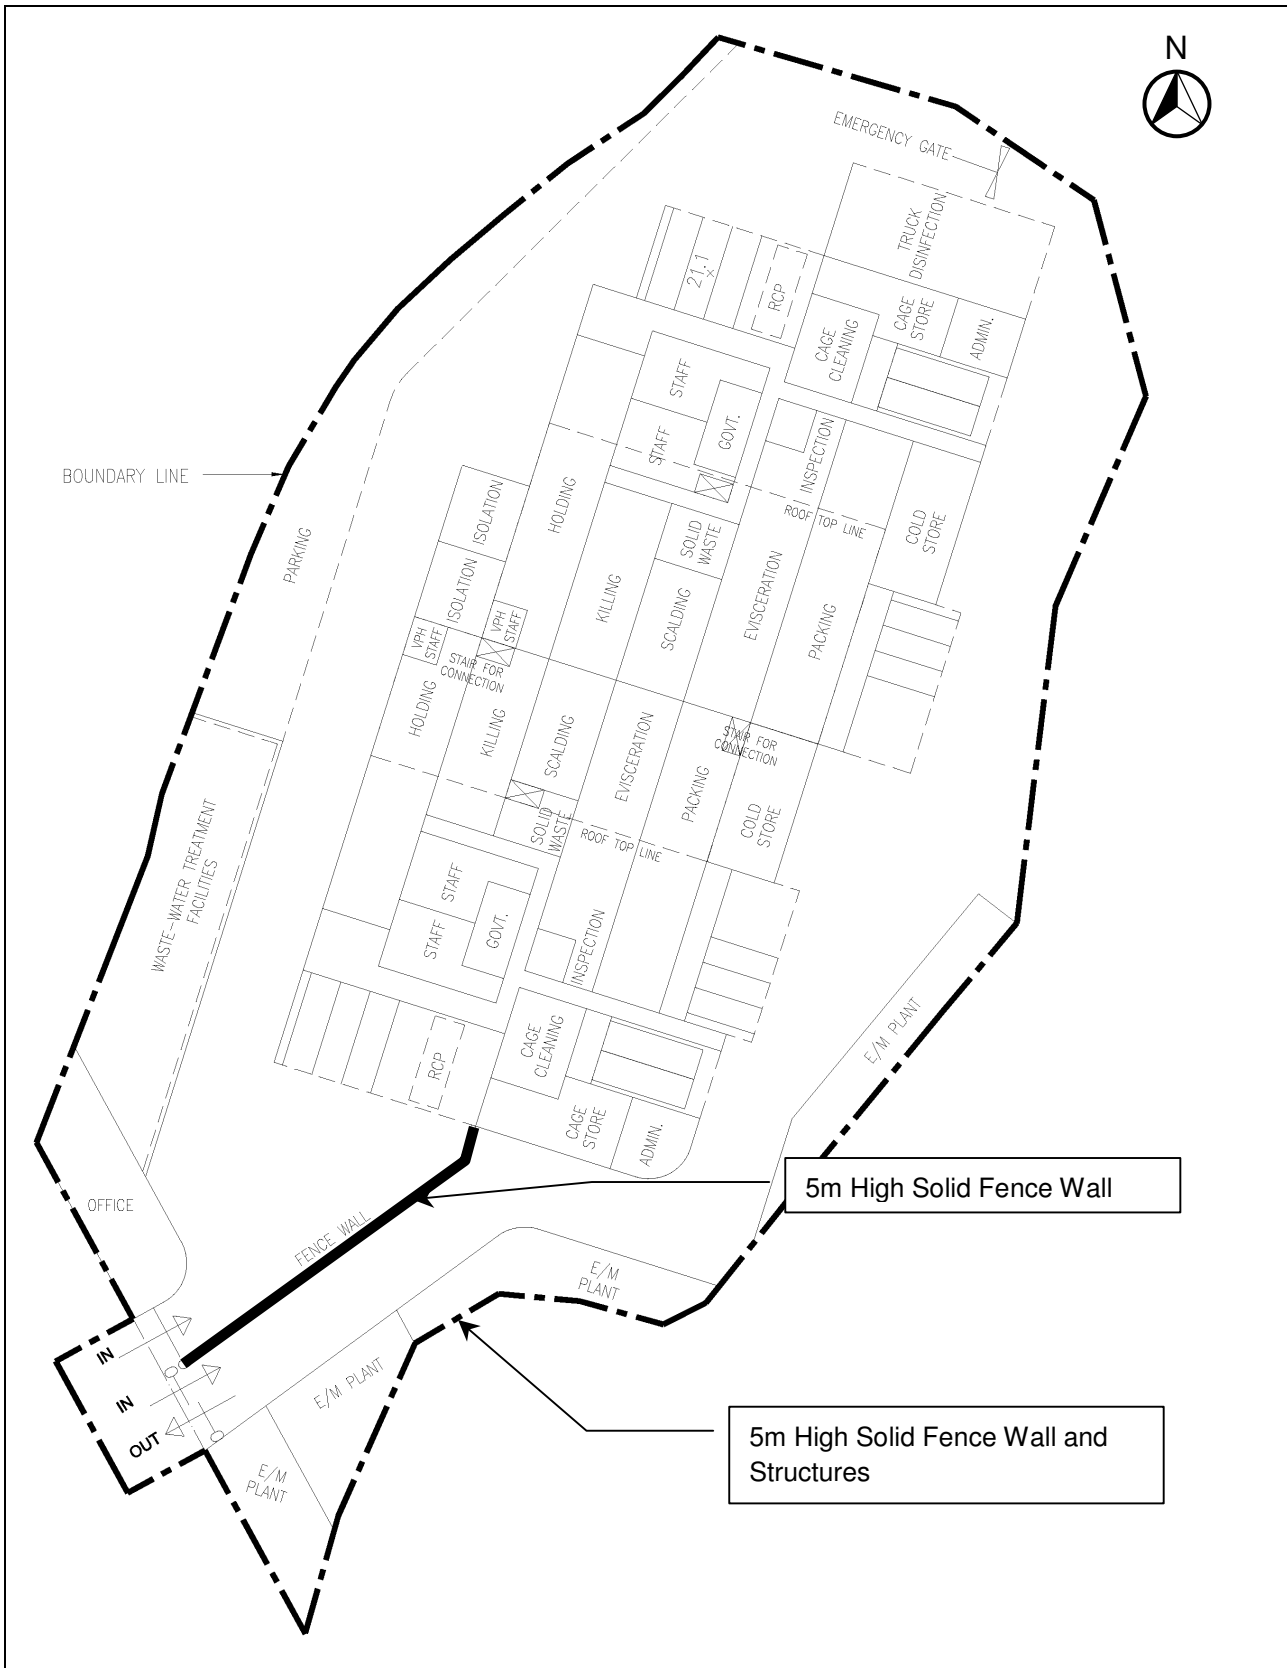 N
EMERGENCY GATE
TRUCK
DISINFECTION
21.1
×
RCP
CAGE
CLEANING
CAGE
STORE
ADMIN.
STAFF
STAFF
GOVT.
INSPECTION
BOUNDARY LINE
PARKING
ISOLATION
HOLDING
SOLID
WASTE
ROOF TOP LINE
COLD
STORE
ISOLATION
KILLING
SCALDING
EVISCERATION
PACKING
VPH
STAFF
VPH
STAFF
STAIR FOR
CONNECTION
HOLDING
KILLING
SCALDING
EVISCERATION
PACKING
STAIR FOR
CONNECTION
COLD
STORE
SOLID
WASTE
ROOF TOP LINE
WASTE-WATER TREATMENT
FACILITIES
STAFF
STAFF
GOVT.
INSPECTION
E/M PLANT
RCP
CAGE
CLEANING
CAGE
STORE
ADMIN.
5m High Solid Fence Wall
OFFICE
FENCE WALL
E/M
PLANT
IN
IN
OUT
E/M PLANT
E/M
PLANT
5m High Solid Fence Wall and
Structures